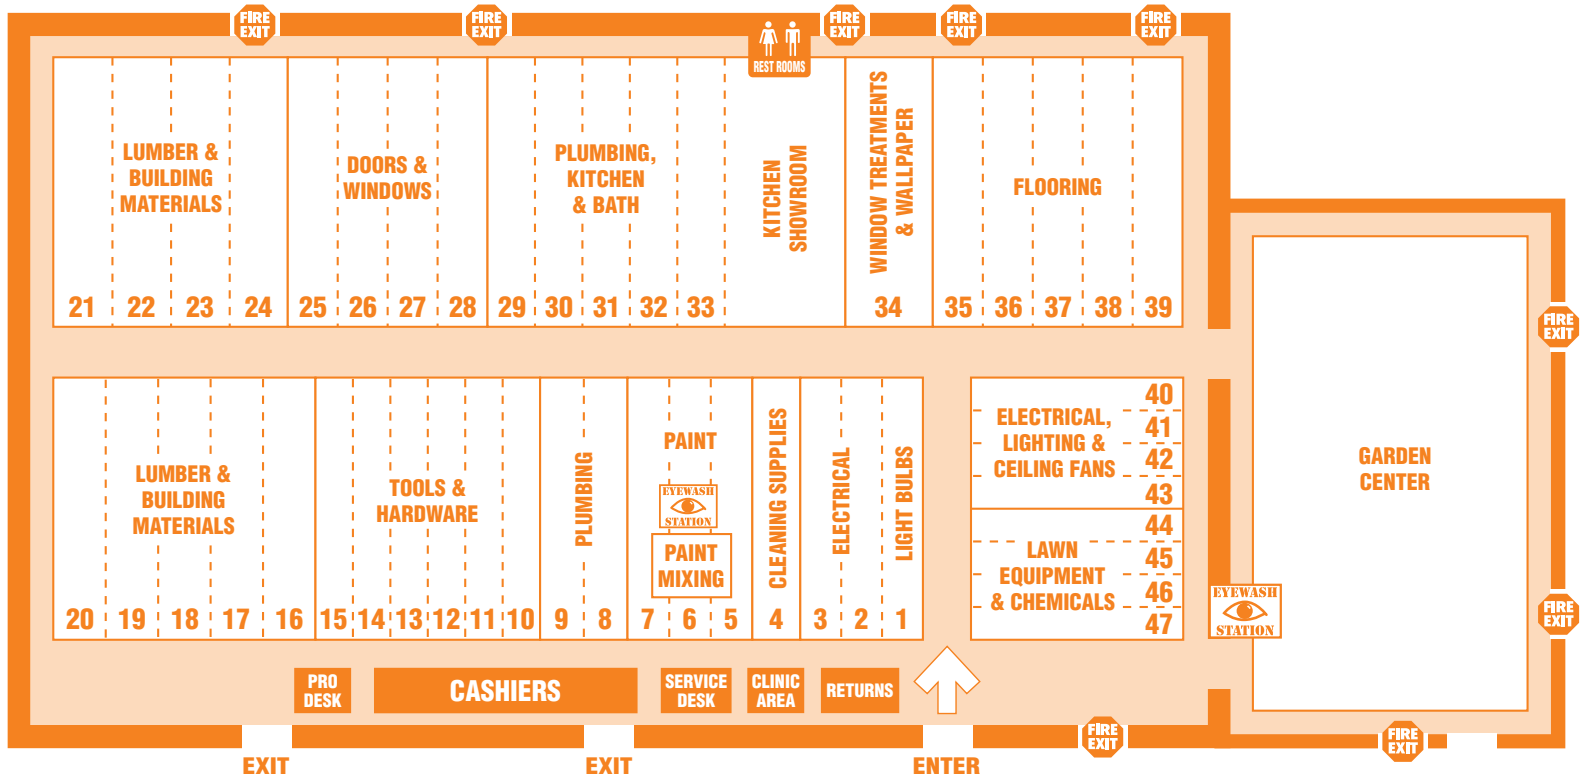 FIRE
EXIT
FIRE
EXIT
FIRE
EXIT
FIRE
EXIT
FIRE
EXIT
REST ROOMS
LUMBER &
BUILDING
MATERIALS
DOORS &
WINDOWS
PLUMBING,
KITCHEN
& BATH
KITCHEN
SHOWROOM
WINDOW TREATMENTS
& WALLPAPER
FLOORING
21 22 23 24 25 26 27 28 29 30 31 32 33 34 35 36 37 38 39
FIRE
EXIT
LUMBER &
BUILDING
MATERIALS
TOOLS &
HARDWARE
PLUMBING
PAINT
EYEWASH
STATION
PAINT
MIXING
CLEANING SUPPLIES
ELECTRICAL
LIGHT BULBS
20 19 18 17 16 15 14 13 12 11 10 9 8 7 6 5 4 3 2 1
ELECTRICAL,
LIGHTING &
CEILING FANS
40
41
42
43
LAWN
EQUIPMENT
& CHEMICALS
44
45
46
47
GARDEN
CENTER
EYEWASH
STATION
FIRE
EXIT
PRO
DESK
CASHIERS
SERVICE
DESK
CLINIC
AREA
RETURNS
FIRE
EXIT
FIRE
EXIT
EXIT
EXIT
ENTER